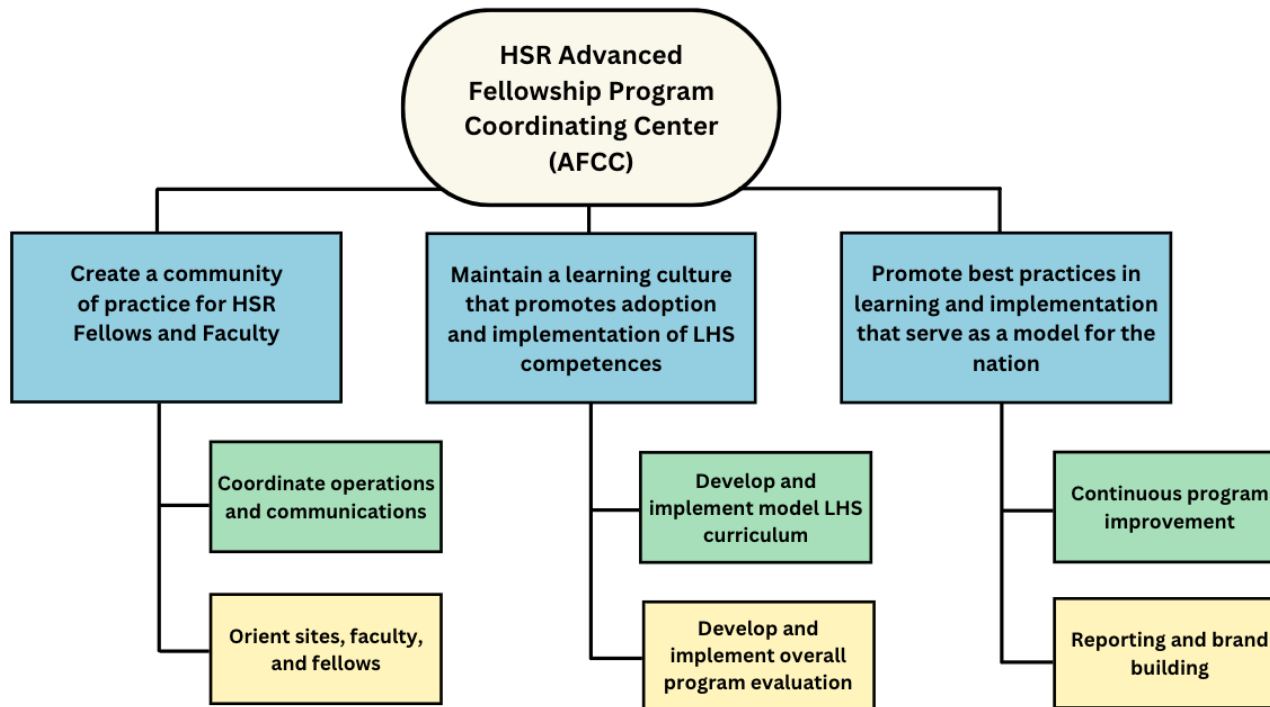 HSR Advanced
Fellowship Program
Coordinating Center
(AFCC)
Create a community
of practice for HSR
Fellows and Faculty
Maintain a learning culture
that promotes adoption
and implementation of LHS
competences
Promote best practices in
learning and implementation
that serve as a model for the
nation
Coordinate operations
and communications
Develop and
implement model LHS
curriculum
Continuous program
improvement
Orient sites, faculty,
and fellows
Develop and
implement overall
program evaluation
Reporting and brand
building